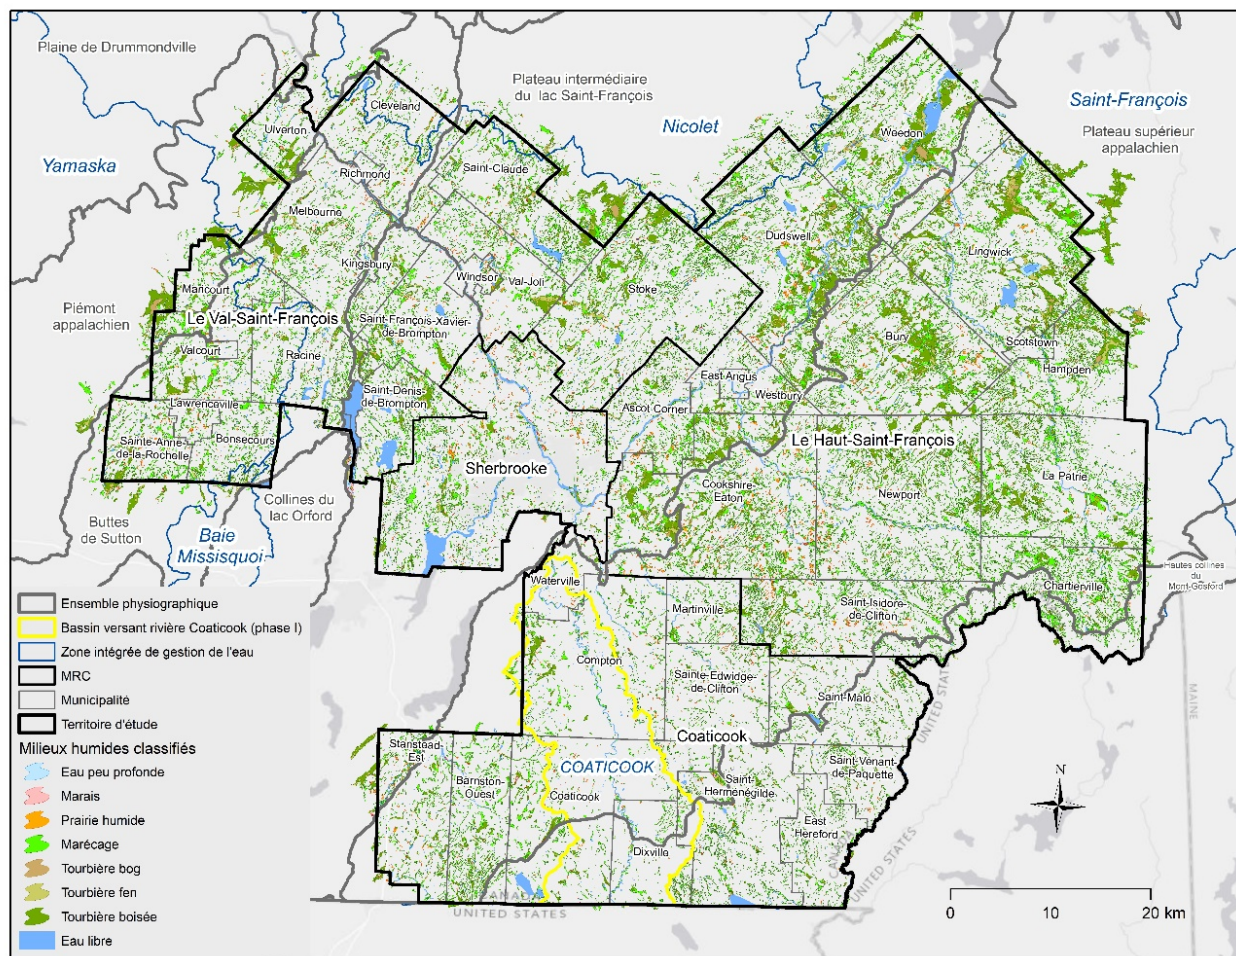 Plaine de Drummondville
Plateau intermédiaire
du lac Saint-François
Nicolet
Saint-François
Plateau supérieur
appalachien
Yamaska
Cleveland
Ulverton
Weedon
Richmond
Saint-Claude
Melbourne
Dudswell
Lingwick
Kingsbury
Windsor
Val-Joli
Stoke
Maricourt
Piémont
appalachien
Le Val-Saint-François
Saint-François-Xavier-
de-Brompton
Bury
Scotstown
Hampden
Valcourt
Racine
Saint-Denis-
de-Brompton
East Angus
Westbury
Lawrenceville
Ascot Corner
Sainte-Anne-
de-la-Rochelle
Bonsecours
Le Haut-Saint-François
Sherbrooke
Cookshire-
Eaton
Newport
La Patrie
Collines du
lac Orford
Buttes
de Sutton
Baie
Missisquoi
Hautes collines
du
Mont-Gosford
Waterville
Martinville
Saint-Isidore-
de-Clifton
Chartierville
Compton
Sainte-Edwidge-
de-Clifton
Saint-Malo
UNITED STATES
MAINE
Stanstead-
Est
Coaticook
COATICOOK
Barnston-
Ouest
Coaticook
Saint-
Herménégilde
Saint-Venant-
de-Paquette
East
Hereford
Dixville
CANADA
UNITED STATES
CANADA
UNITED STATES
N
0 10 20 km
Ensemble physiographique
Bassin versant rivière Coaticook (phase I)
Zone intégrée de gestion de l'eau
MRC
Municipalité
Territoire d'étude
Milieux humides classifiés
Eau peu profonde
Marais
Prairie humide
Marécage
Tourbière bog
Tourbière fen
Tourbière boisée
Eau libre